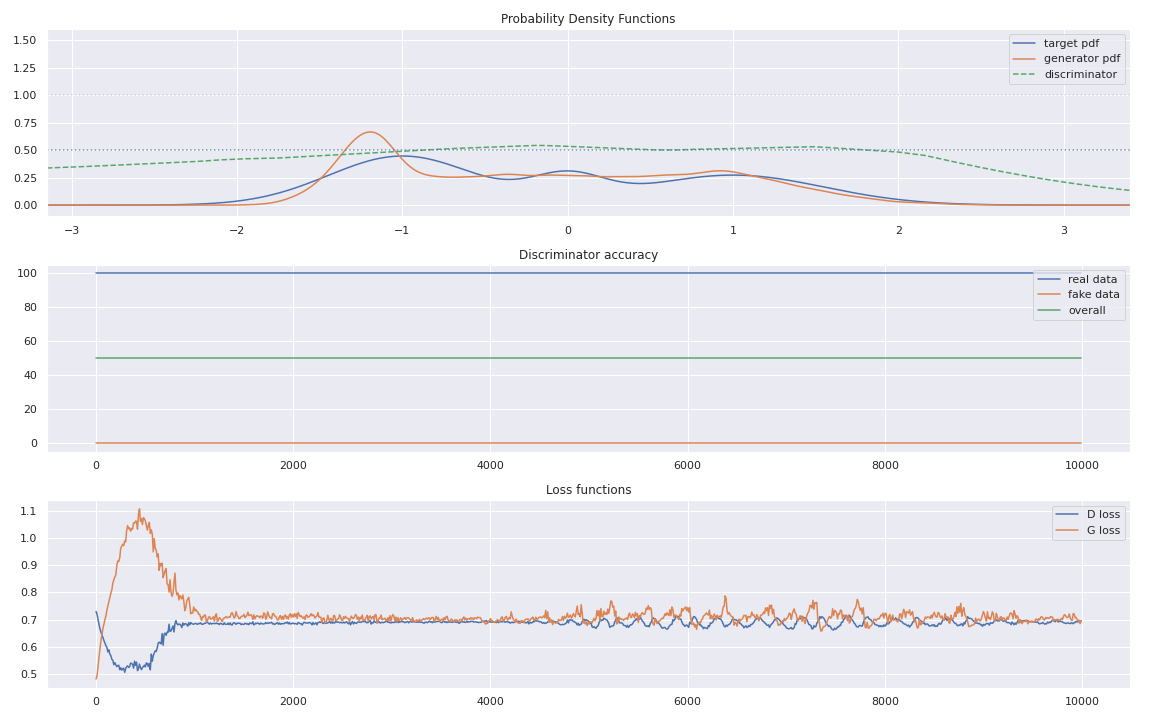 Probability Density Functions
1.50
1.25
1.00
0.75
0.50
0.25
0.00
target pdf
generator pdf
discriminator
−3 −2 −1 0 1 2 3
Discriminator accuracy
100
80
60
40
20
0
real data
fake data
overall
0 2000 4000 6000 8000 10000
Loss functions
1.1
1.0
0.9
0.8
0.7
0.6
0.5
D loss
G loss
0 2000 4000 6000 8000 10000